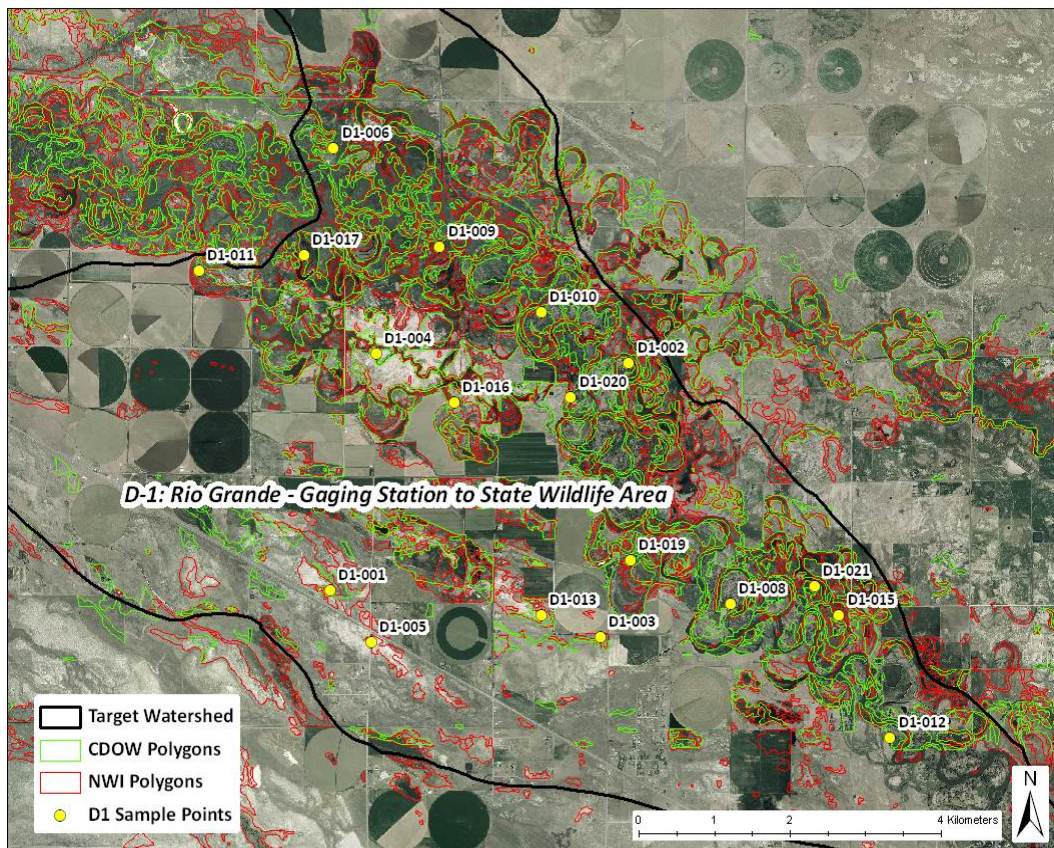 D1-006
D1-017
D1-009
D1-011
D1-010
D1-004
D1-002
D1-020
D1-016
D-1: Rio Grande - Gaging Station to State Wildlife Area
D1-019
D1-001
D1-021
D1-008
D1-013
D1-015
D1-003
D1-005
D1-012
Target Watershed
CDOW Polygons
NWI Polygons
D1 Sample Points
N
0 1 2 4 Kilometers